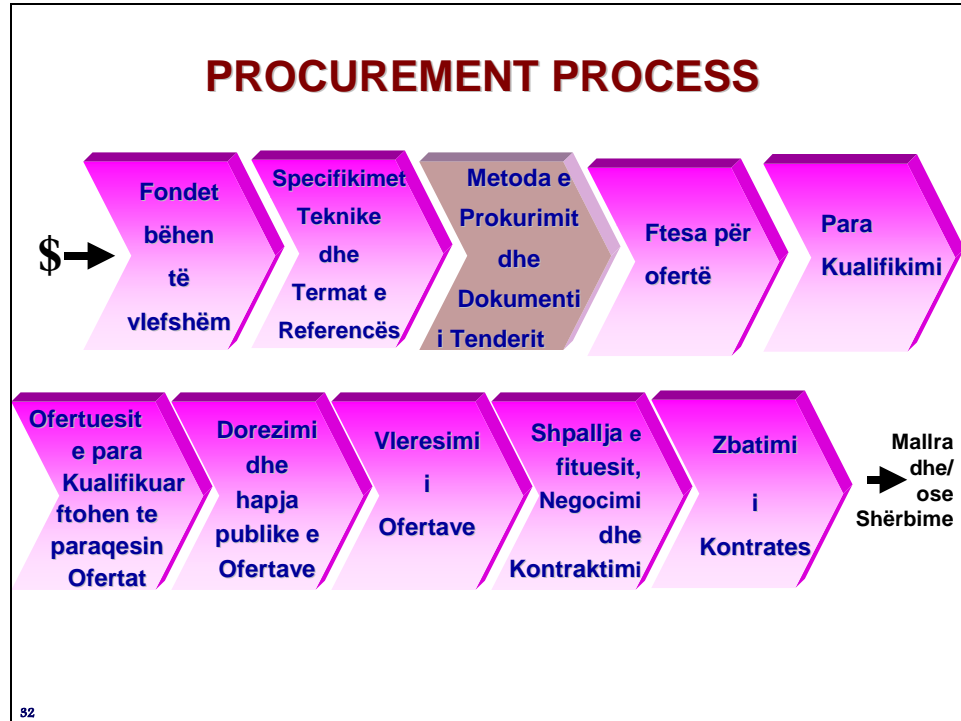 PROCUREMENT PROCESS
$
Fondet
bëhen
të
vlefshëm
Specifikimet
Teknike
dhe
Termat e
Referencës
Metoda e
Prokurimit
dhe
Dokumenti
i Tenderit
Ftesa për
ofertë
Para
Kualifikimi
Ofertuesit
e para
Kualifikuar
ftohen te
paraqesin
Ofertat
Dorezimi
dhe
hapja
publike e
Ofertave
Vleresimi
i
Ofertave
Shpallja e
fituesit,
Negocimi
dhe
Kontraktimi
Zbatimi
i
Kontrates
Mallra
dhe/
ose
Shërbime
32